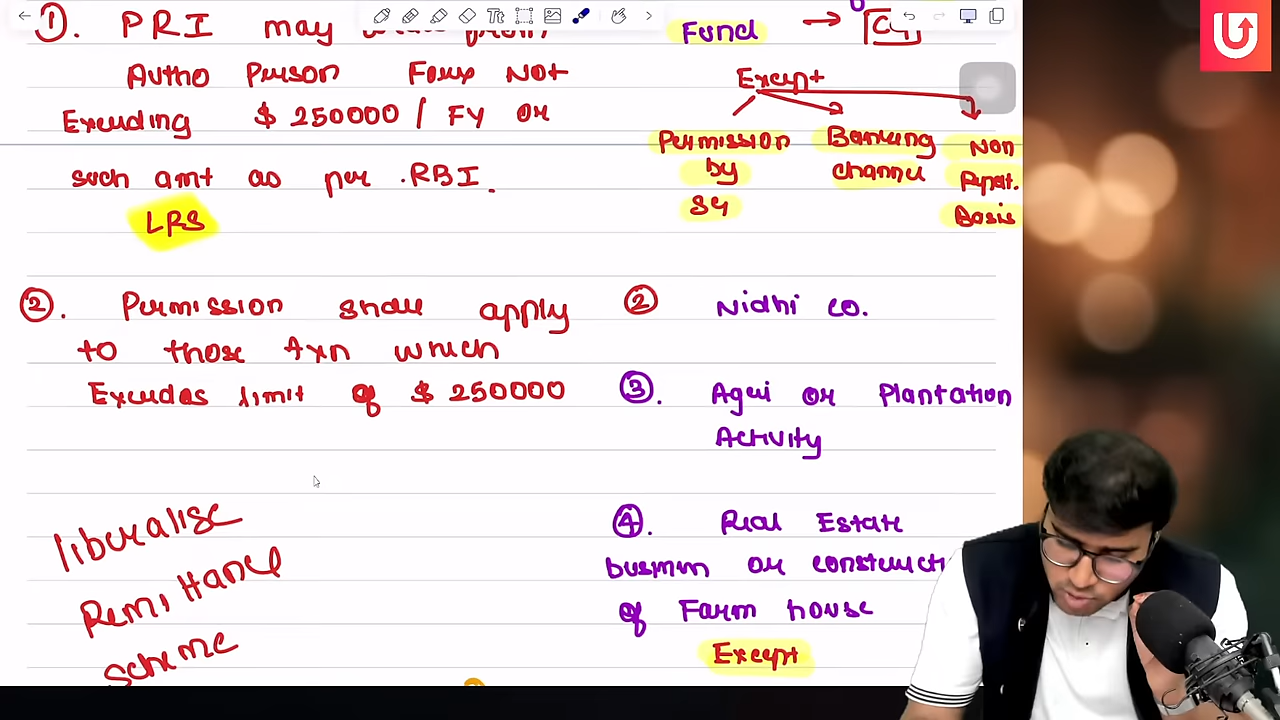 ①. PRI may draw from
Autho Person Forex Not
Exceeding $ 250000 / FY or
such amt as per .RBI.
LRS
②. Permission shall apply
to those txn which
Exceeds limit of $ 250000
liberalise
Remittance
scheme
Fund →
Except
Permission
by
Banking
channel
Non
Repat.
Basis
② Nidhi co.
③. Agri or Plantation
Activity
④. Real Estate
or construct
of Farm house
Except